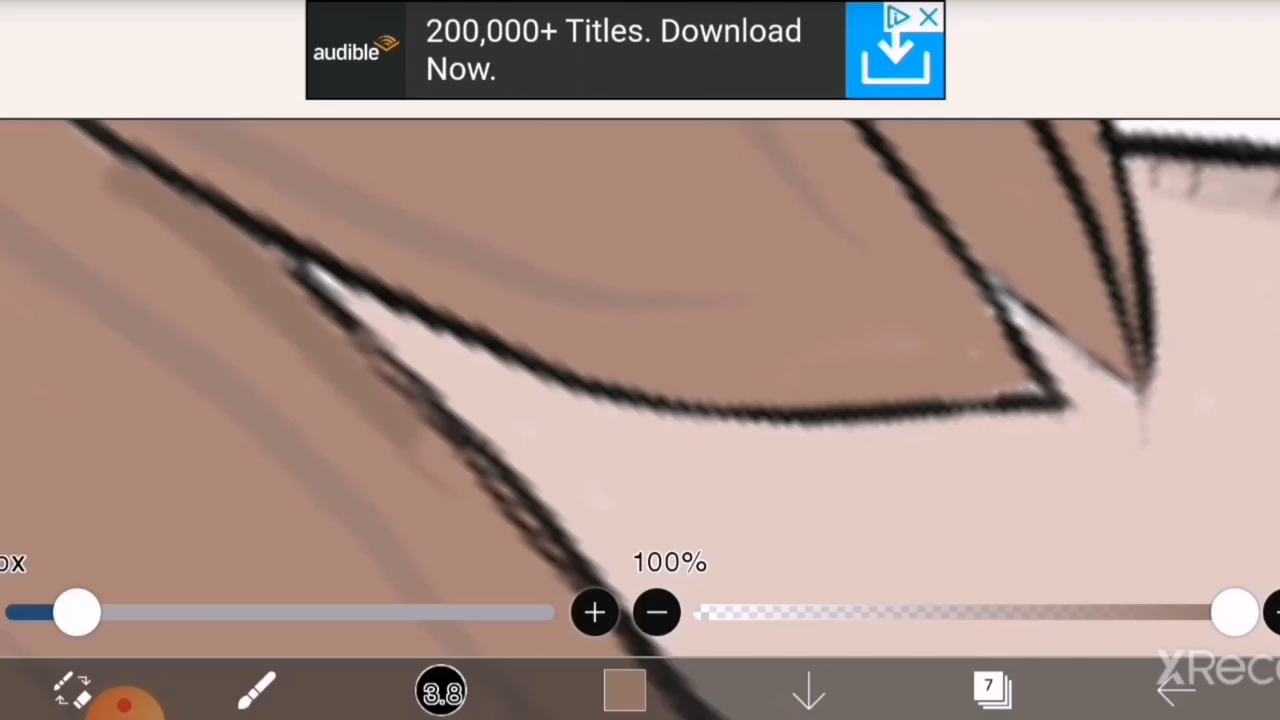 audible
200,000+ Titles. Download
Now.
100%
3.8
7